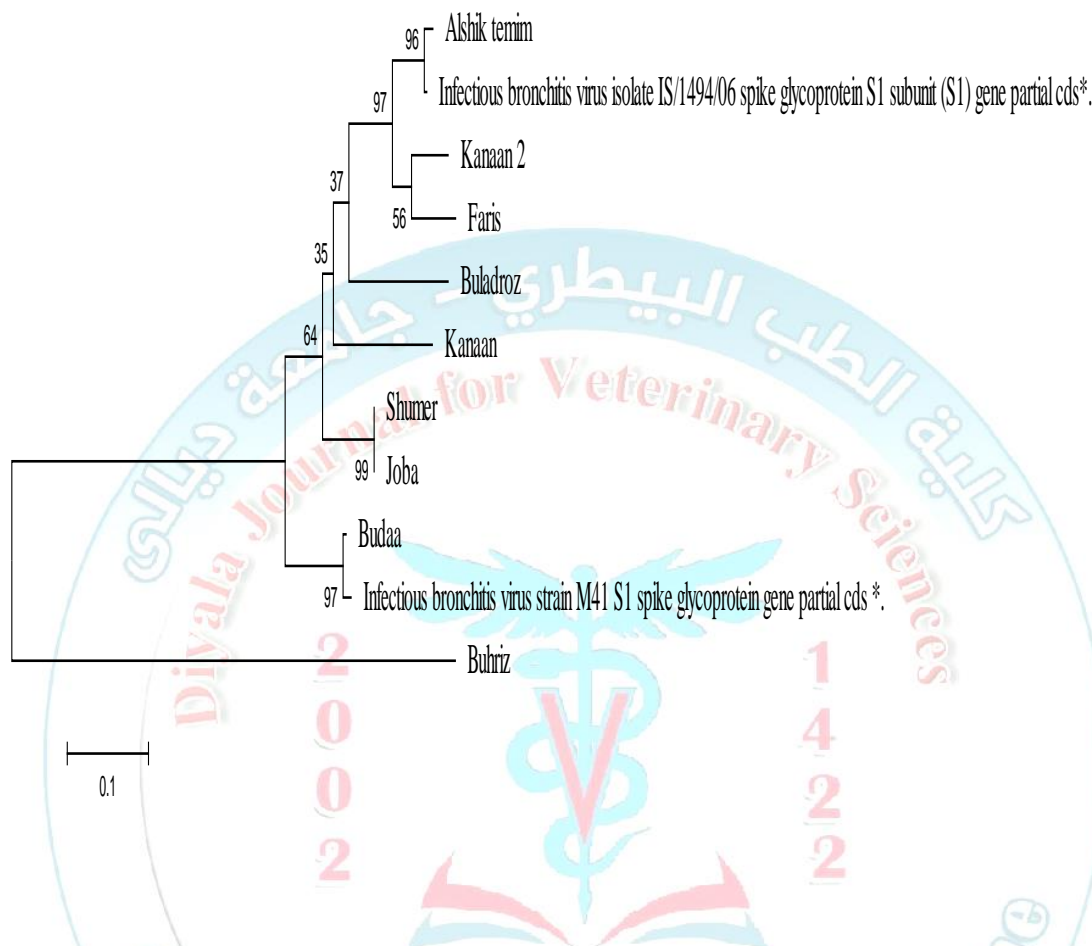 96
Alshik temim
Infectious bronchitis virus isolate IS/1494/06 spike glycoprotein S1 subunit (S1) gene partial cds*.
97
Kanaan 2
37
Faris
56
35
Buladroz
64
Kanaan
Shumer
99
Joba
Budaa
97
Infectious bronchitis virus strain M41 S1 spike glycoprotein gene partial cds *.
Buhriz
0.1
كلية الطب البيطري - جامعة ديالى
Diyala Journal for Veterinary Sciences
2002
1422
V